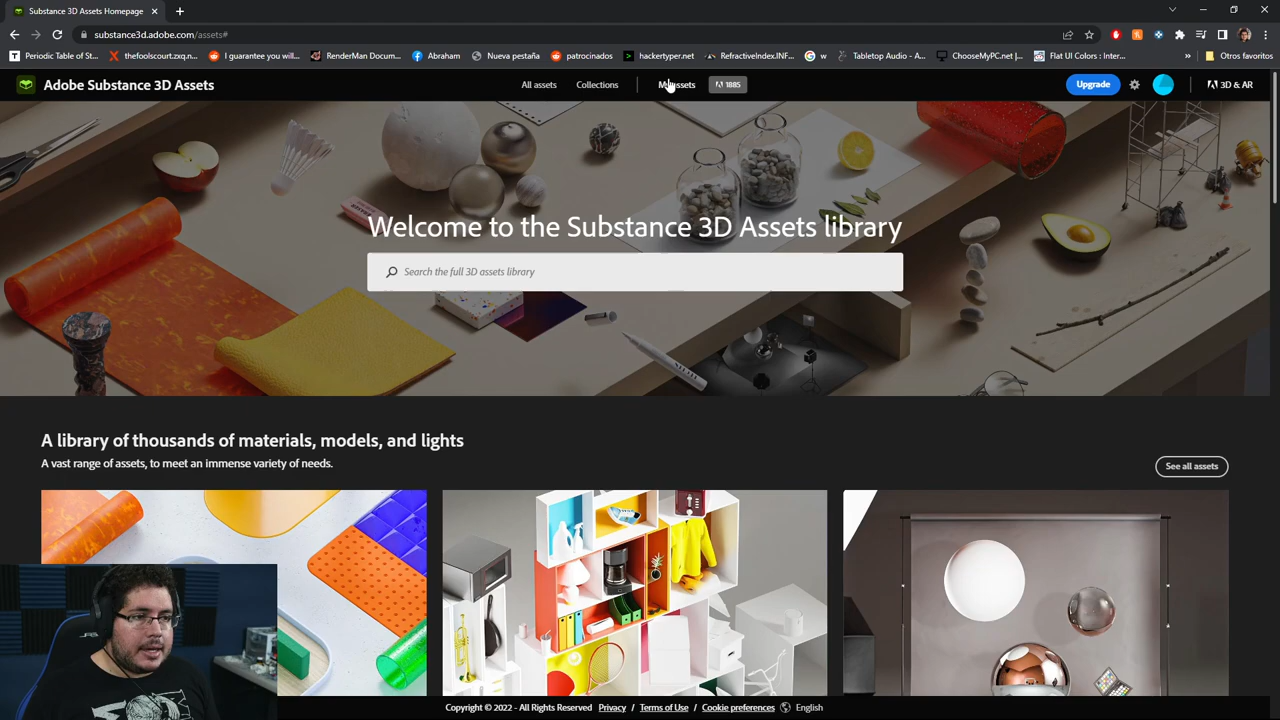 Substance 3D Assets Homepage
substance3d.adobe.com/assets#
Periodic Table of St...
www.thefoolscourt.zxq.n...
I guarantee you will...
RenderMan Docum...
Abraham
Nueva pestaña
patrocinados
hackertyper.net
RefractiveIndex.INF...
w
Tabletop Audio - A...
ChooseMyPC.net |...
Flat UI Colors : Inter...
»
Otros favoritos
Adobe Substance 3D Assets
All assets
Collections
My assets
1885
Upgrade
3D & AR
Welcome to the Substance 3D Assets library
Search the full 3D assets library
A library of thousands of materials, models, and lights
A vast range of assets, to meet an immense variety of needs.
See all assets
Copyright © 2022 - All Rights Reserved Privacy / Terms of Use / Cookie preferences English